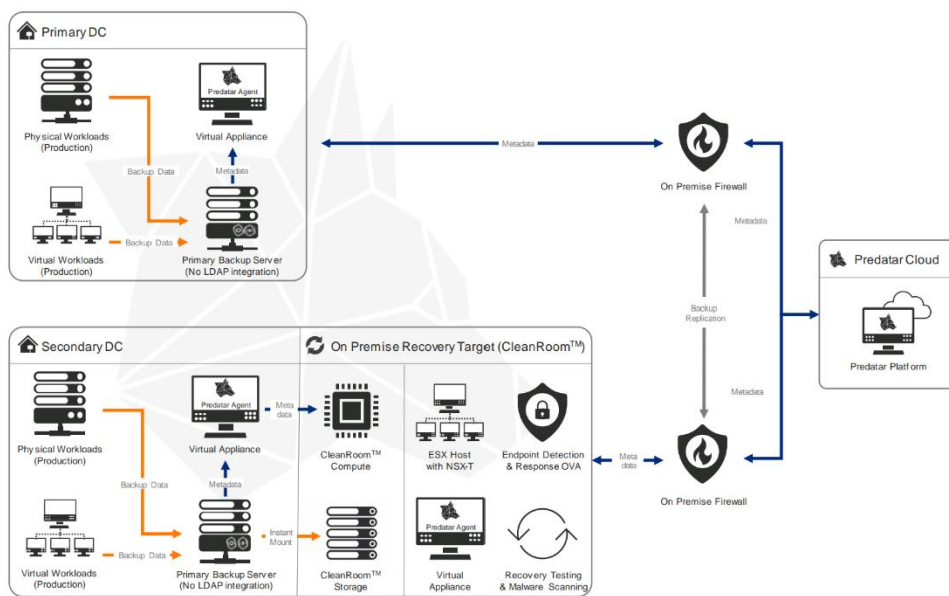 Primary DC
Predatar Agent
Physical Workloads
(Production)
Virtual Appliance
Backup Data
Metadata
Virtual Workloads
(Production)
Backup Data
Primary Backup Server
(No LDAP integration)
Metadata
On Premise Firewall
Metadata
Backup
Replication
Metadata
On Premise Firewall
Predatar Cloud
Predatar Platform
Secondary DC
Predatar Agent
Physical Workloads
(Production)
Virtual Appliance
Backup Data
Metadata
Virtual Workloads
(Production)
Backup Data
Primary Backup Server
(No LDAP integration)
Meta
data
Instant
Mount
On Premise Recovery Target (CleanRoom™)
CleanRoom™
Compute
ESX Host
with NSX-T
Endpoint Detection
& Response OVA
Meta
data
CleanRoom™
Storage
Predatar Agent
Virtual
Appliance
Recovery Testing
& Malware Scanning